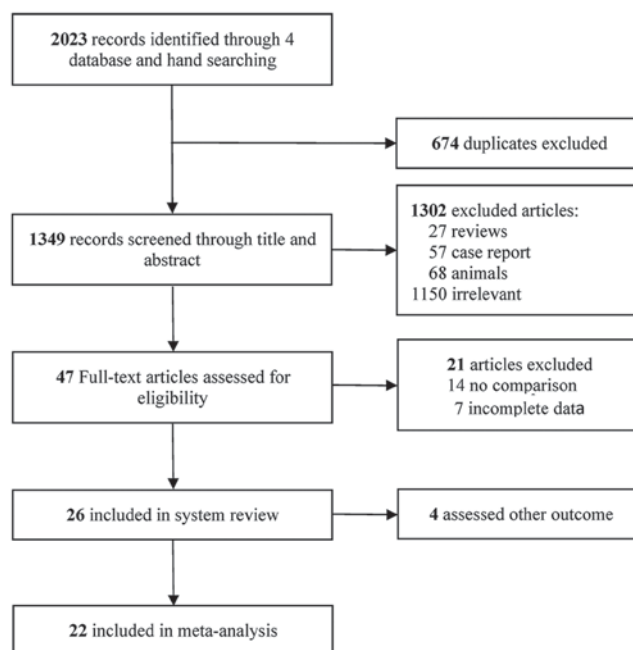 2023 records identified through 4
database and hand searching
674 duplicates excluded
1349 records screened through title and
abstract
1302 excluded articles:
27 reviews
57 case report
68 animals
1150 irrelevant
47 Full-text articles assessed for
eligibility
21 articles excluded
14 no comparison
7 incomplete data
26 included in system review
4 assessed other outcome
22 included in meta-analysis